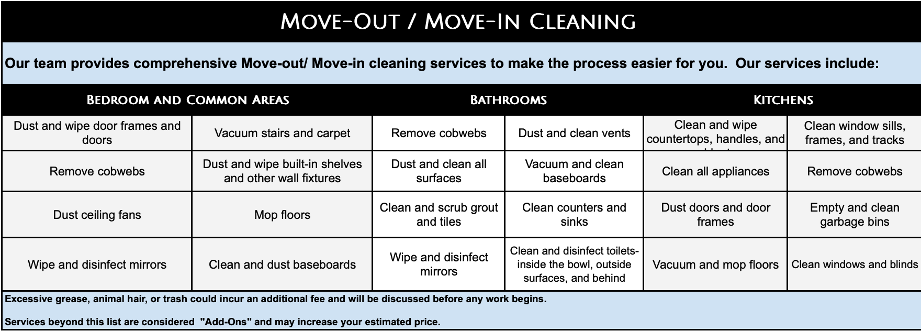 MOVE-OUT / MOVE-IN CLEANING
Our team provides comprehensive Move-out/ Move-in cleaning services to make the process easier for you.  Our services include:
BEDROOM AND COMMON AREAS
BATHROOMS
KITCHENS
Dust and wipe door frames and
doors
Vacuum stairs and carpet
Remove cobwebs
Dust and clean vents
Clean and wipe
countertops, handles, and
Clean window sills,
frames, and tracks
Remove cobwebs
Dust and wipe built-in shelves
and other wall fixtures
Dust and clean all
surfaces
Vacuum and clean
baseboards
Clean all appliances
Remove cobwebs
Dust ceiling fans
Mop floors
Clean and scrub grout
and tiles
Clean counters and
sinks
Dust doors and door
frames
Empty and clean
garbage bins
Wipe and disinfect mirrors
Clean and dust baseboards
Wipe and disinfect
mirrors
Clean and disinfect toilets-
inside the bowl, outside
surfaces, and behind
Vacuum and mop floors
Clean windows and blinds
Excessive grease, animal hair, or trash could incur an additional fee and will be discussed before any work begins.
Services beyond this list are considered  "Add-Ons" and may increase your estimated price.